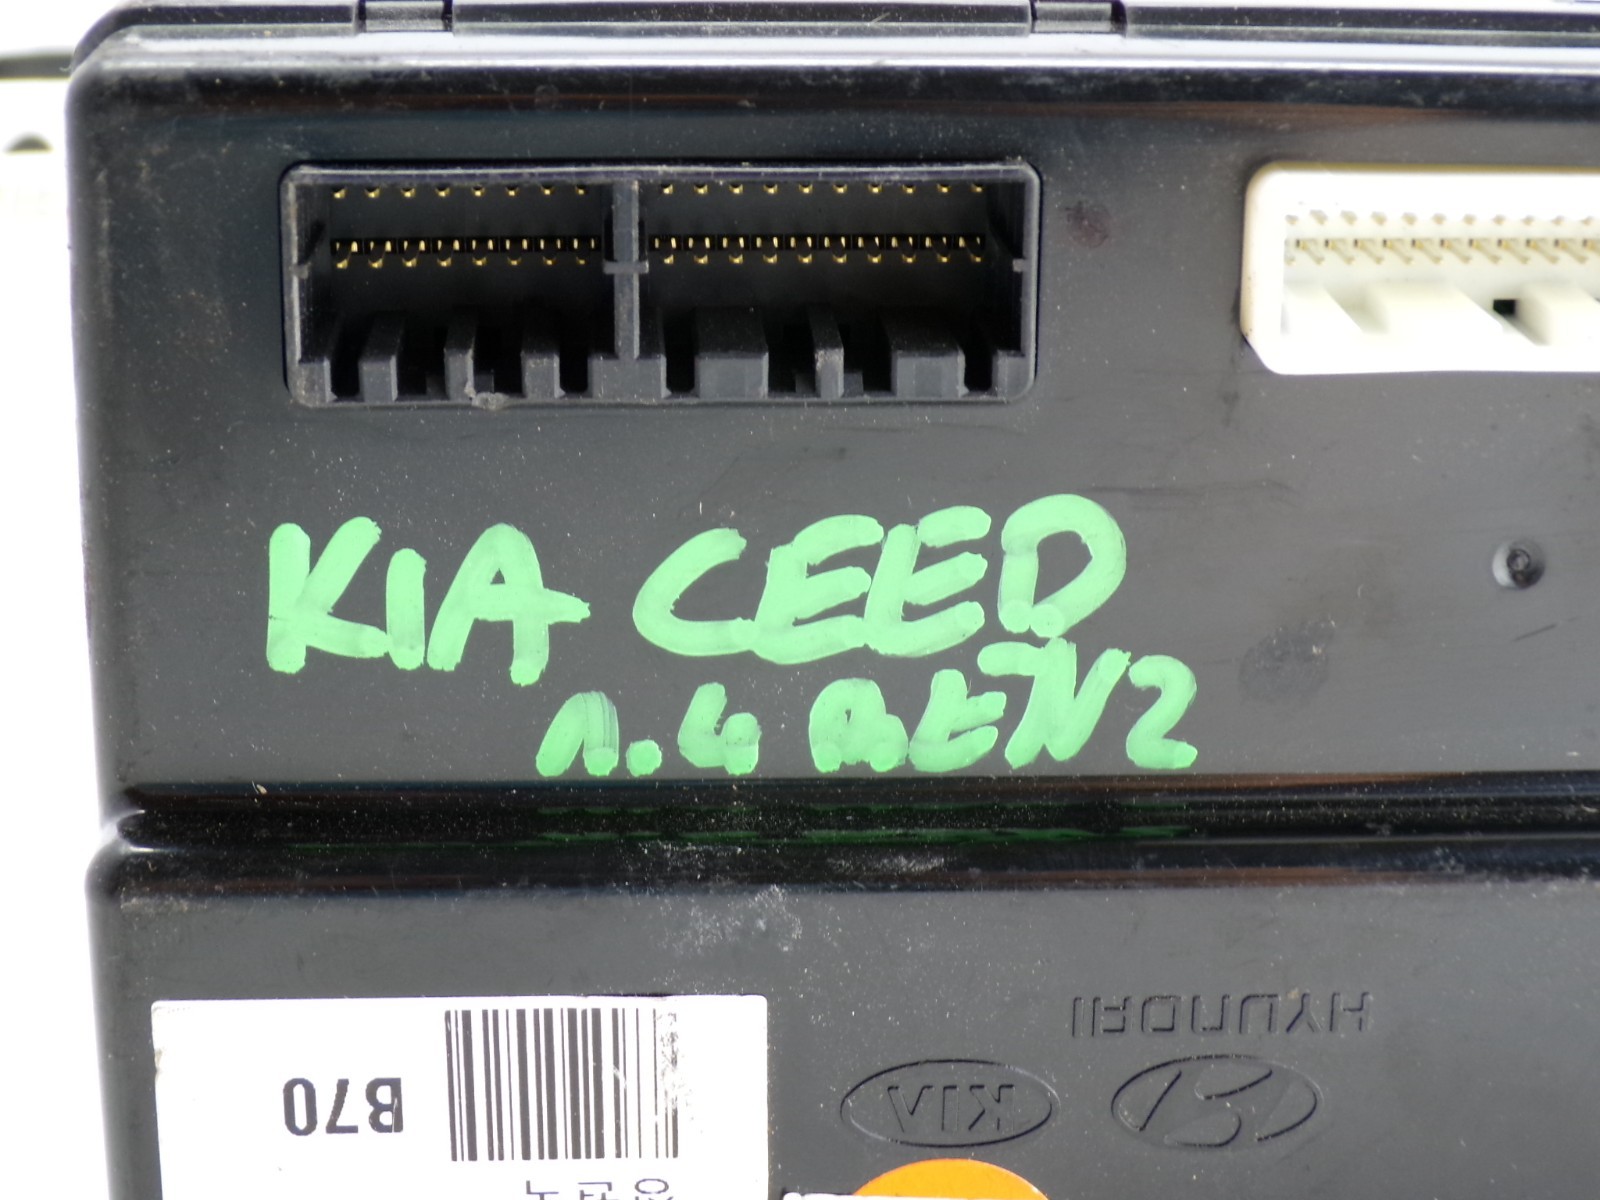 KIA CEED
1.4 BENZ
HYUNDAI
KIA
B70